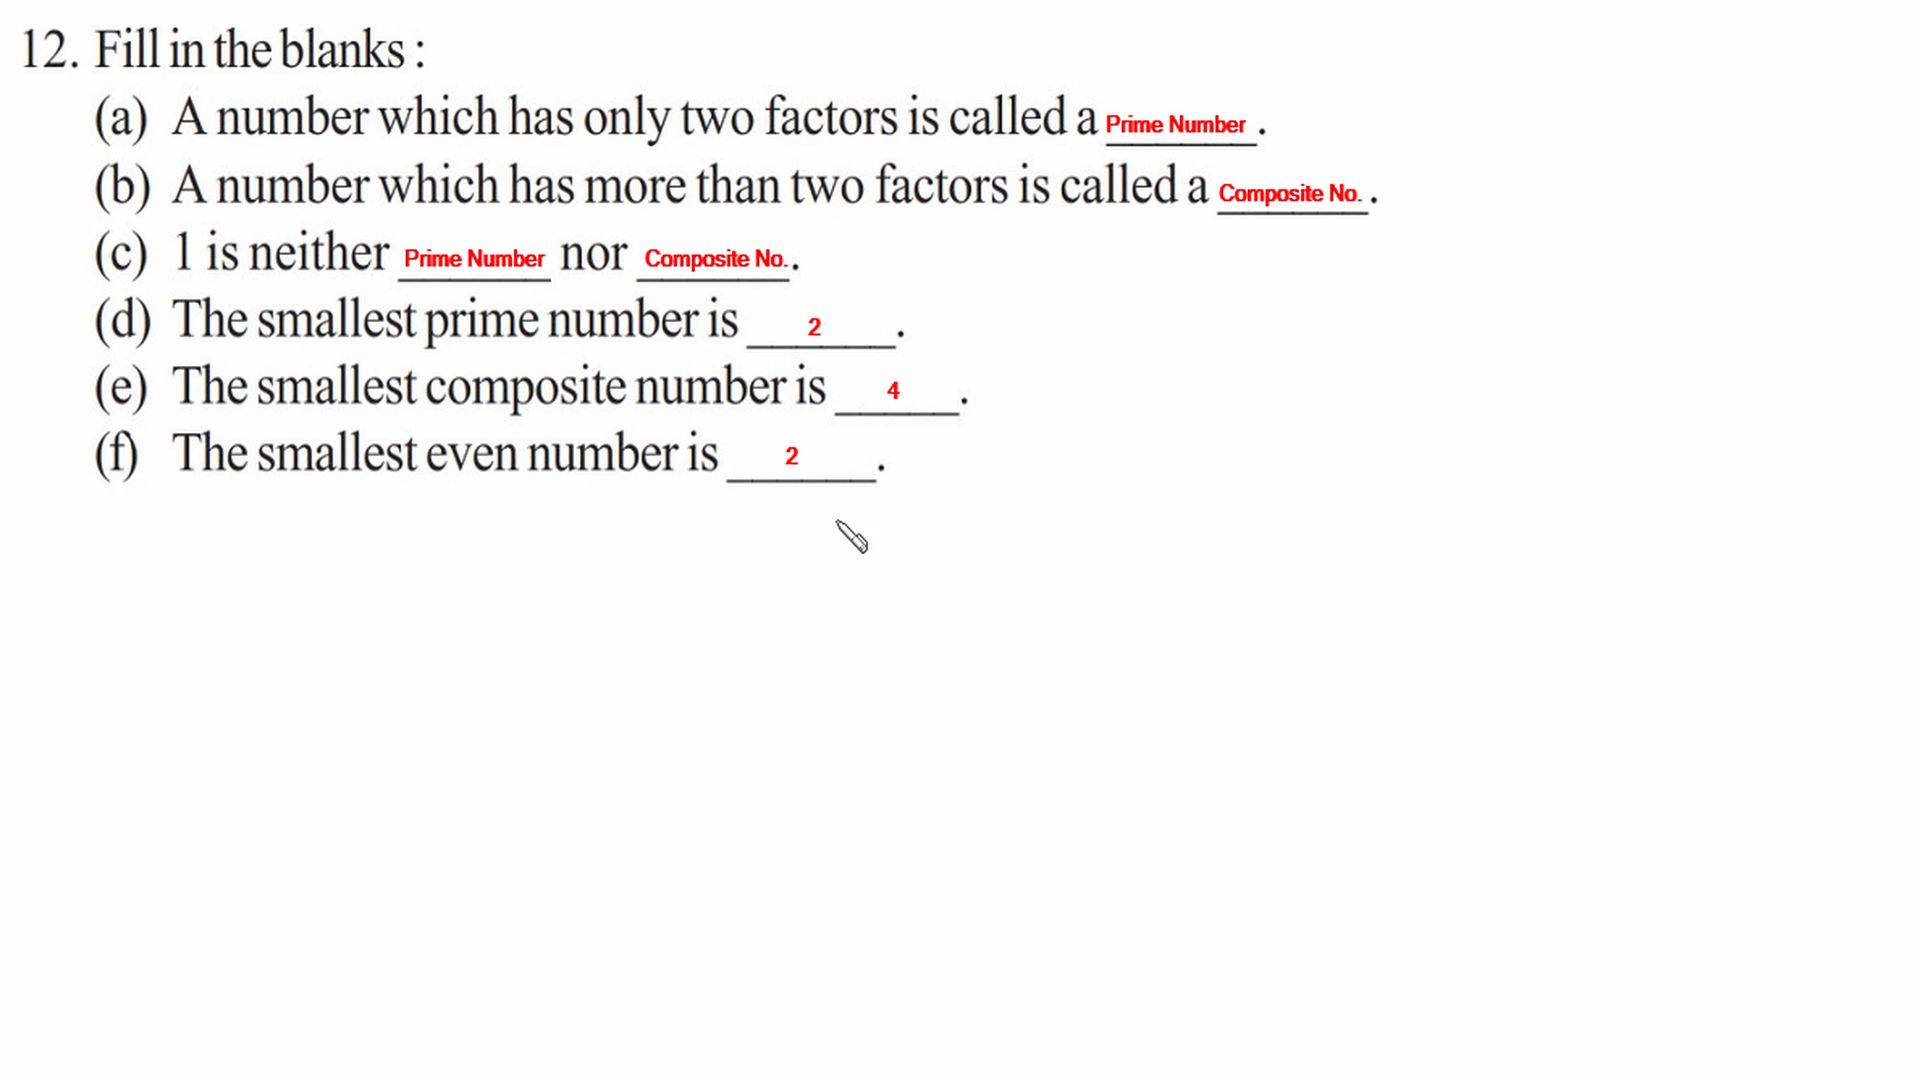 12. Fill in the blanks :
(a) A number which has only two factors is called a Prime Number .
(b) A number which has more than two factors is called a Composite No. .
(c) 1 is neither Prime Number nor Composite No. .
(d) The smallest prime number is 2 .
(e) The smallest composite number is 4 .
(f) The smallest even number is 2 .